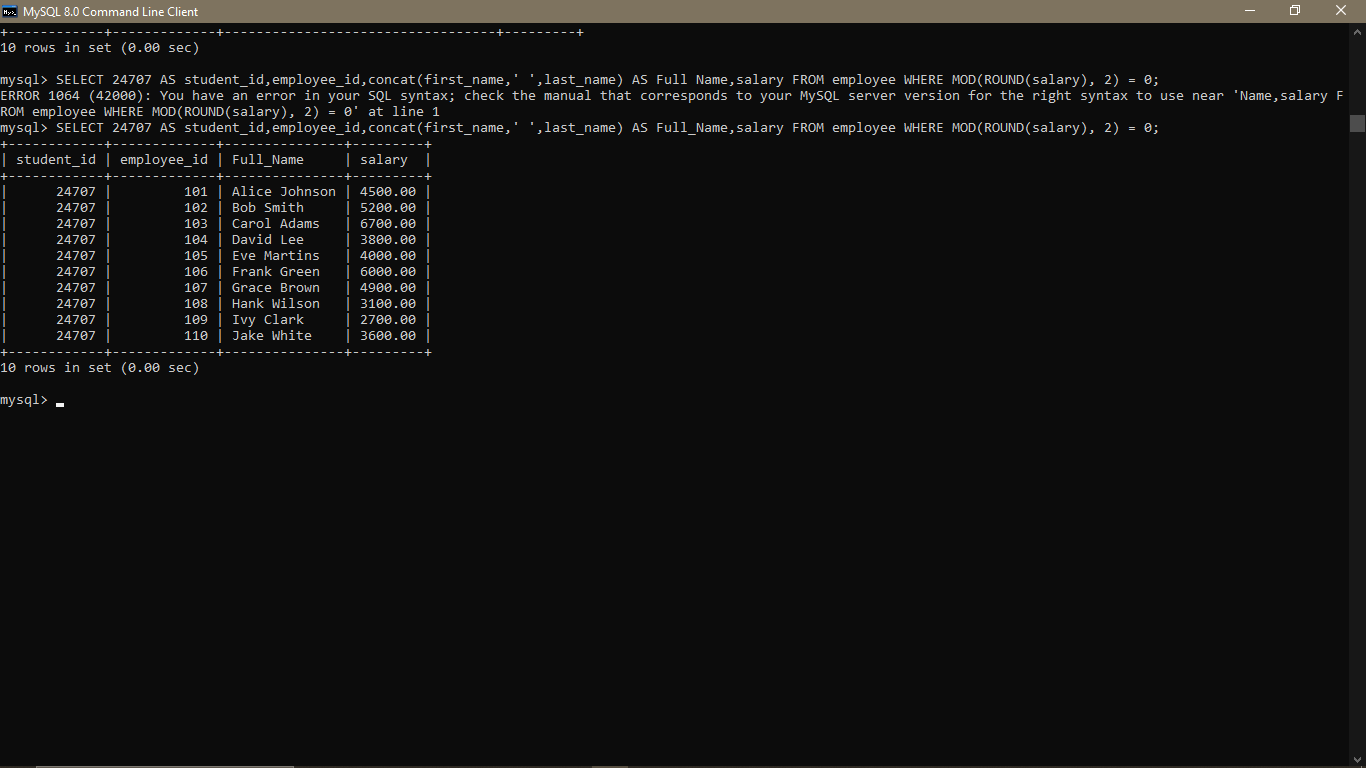 MySQL 8.0 Command Line Client
+------------+-------------+----------------------------------+---------+
10 rows in set (0.00 sec)
mysql> SELECT 24707 AS student_id,employee_id,concat(first_name,' ',last_name) AS Full Name,salary FROM employee WHERE MOD(ROUND(salary), 2) = 0;
ERROR 1064 (42000): You have an error in your SQL syntax; check the manual that corresponds to your MySQL server version for the right syntax to use near 'Name,salary F
ROM employee WHERE MOD(ROUND(salary), 2) = 0' at line 1
mysql> SELECT 24707 AS student_id,employee_id,concat(first_name,' ',last_name) AS Full_Name,salary FROM employee WHERE MOD(ROUND(salary), 2) = 0;
+------------+-------------+---------------+---------+
| student_id | employee_id | Full_Name     | salary  |
+------------+-------------+---------------+---------+
|      24707 |         101 | Alice Johnson | 4500.00 |
|      24707 |         102 | Bob Smith     | 5200.00 |
|      24707 |         103 | Carol Adams   | 6700.00 |
|      24707 |         104 | David Lee     | 3800.00 |
|      24707 |         105 | Eve Martins   | 4000.00 |
|      24707 |         106 | Frank Green   | 6000.00 |
|      24707 |         107 | Grace Brown   | 4900.00 |
|      24707 |         108 | Hank Wilson   | 3100.00 |
|      24707 |         109 | Ivy Clark     | 2700.00 |
|      24707 |         110 | Jake White    | 3600.00 |
+------------+-------------+---------------+---------+
10 rows in set (0.00 sec)
mysql>